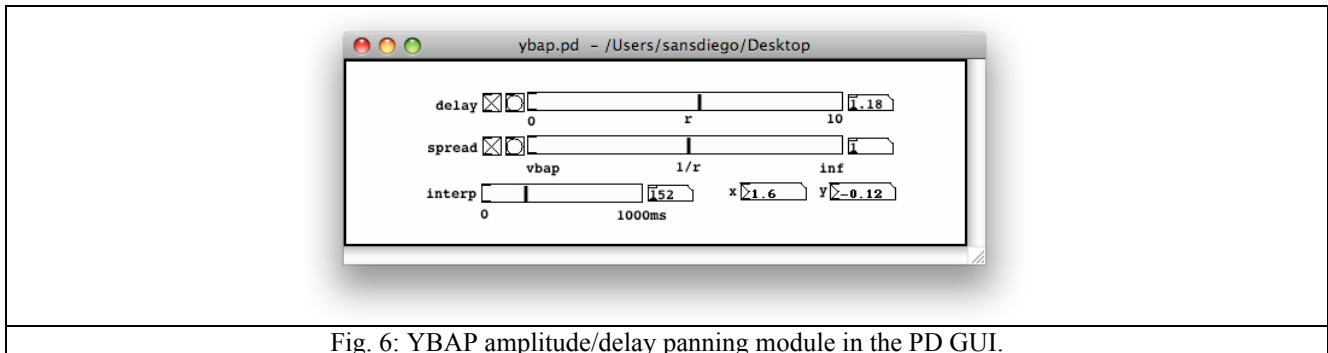 ybap.pd - /Users/sansdiego/Desktop
delay 1.18
0 r 10
spread 1
vbap 1/r inf
interp 152 x 1.6 y -0.12
0 1000ms
Fig. 6: YBAP amplitude/delay panning module in the PD GUI.